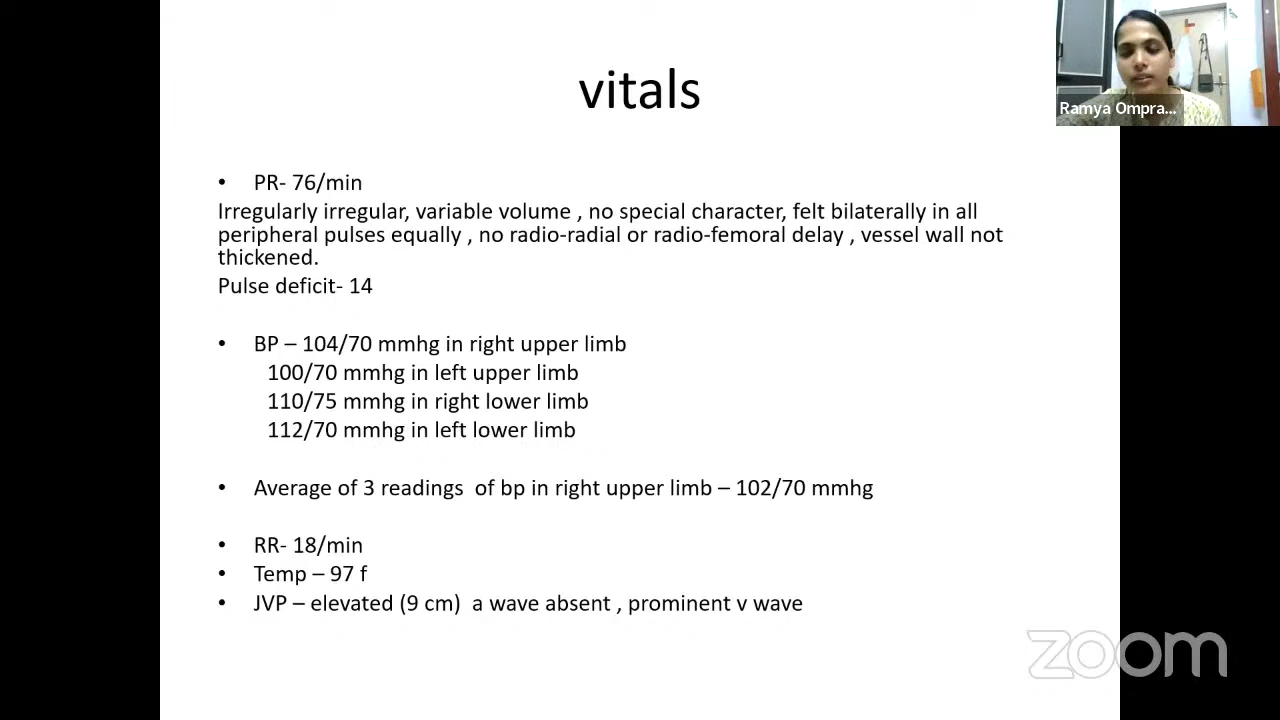 vitals
Ramya Ompra...
• PR- 76/min
Irregularly irregular, variable volume , no special character, felt bilaterally in all
peripheral pulses equally , no radio-radial or radio-femoral delay , vessel wall not
thickened.
Pulse deficit- 14
• BP – 104/70 mmhg in right upper limb
100/70 mmhg in left upper limb
110/75 mmhg in right lower limb
112/70 mmhg in left lower limb
• Average of 3 readings of bp in right upper limb – 102/70 mmhg
• RR- 18/min
• Temp – 97 f
• JVP – elevated (9 cm) a wave absent , prominent v wave
zoom